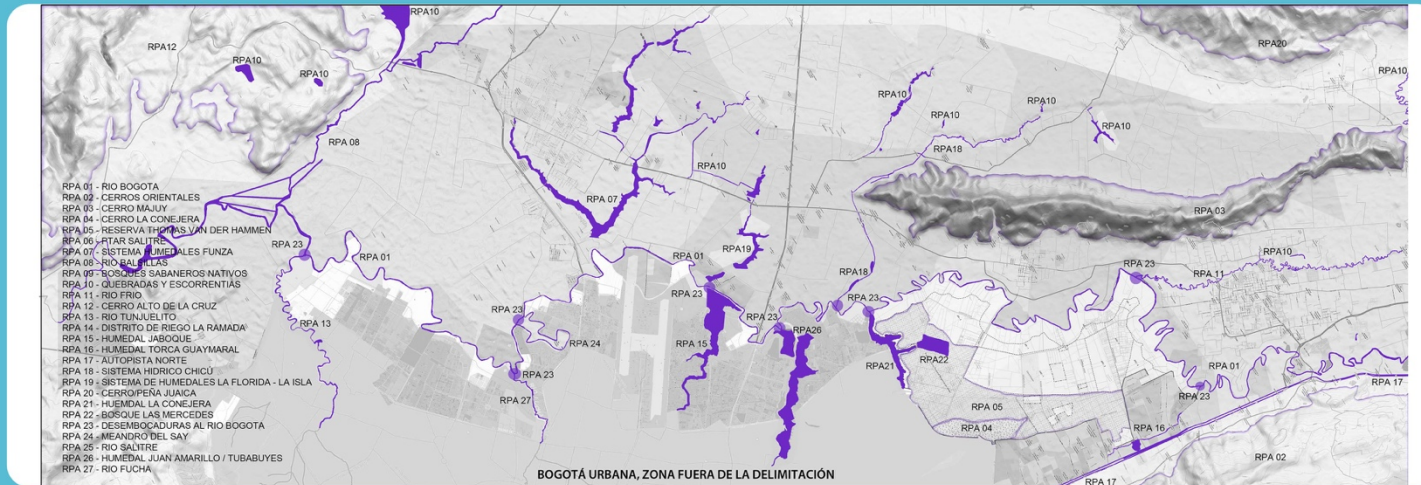 RPA10
RPA12
RPA20
RPA10
RPA10
RPA10
RPA10
RPA10
RPA10
RPA 08
RPA18
RPA10
RPA 01 - RIO BOGOTA
RPA 02 - CERROS ORIENTALES
RPA 03 - CERRO MAJUY
RPA 04 - CERRO LA CONEJERA
RPA 05 - RESERVA THOMAS VAN DER HAMMEN
RPA 06 - PTAR SALITRE
RPA 07 - SISTEMA HUMEDALES FUNZA
RPA 08 - RIO BALSILLAS
RPA 09 - BOSQUES SABANEROS NATIVOS
RPA 10 - QUEBRADAS Y ESCORRENTIAS
RPA 11 - RIO FRIO
RPA 12 - CERRO ALTO DE LA CRUZ
RPA 13 - RIO TUNJUELITO
RPA 14 - DISTRITO DE RIEGO LA RAMADA
RPA 15 - HUMEDAL JABOQUE
RPA 16 - HUMEDAL TORCA GUAYMARAL
RPA 17 - AUTOPISTA NORTE
RPA 18 - SISTEMA HIDRICO CHICÚ
RPA 19 - SISTEMA DE HUMEDALES LA FLORIDA - LA ISLA
RPA 20 - CERRO/PEÑA JUAICA
RPA 21 - HUEMDAL LA CONEJERA
RPA 22 - BOSQUE LAS MERCEDES
RPA 23 - DESEMBOCADURAS AL RIO BOGOTA
RPA 24 - MEANDRO DEL SAY
RPA 25 - RIO SALITRE
RPA 26 - HUMEDAL JUAN AMARILLO / TUBABUYES
RPA 27 - RIO FUCHA
RPA 07
RPA 03
RPA 23
RPA 01
RPA 01
RPA19
RPA10
RPA 23
RPA 11
RPA18
RPA 23
RPA 23
RPA 13
RPA 23
RPA 23
RPA26
RPA 24
RPA 15
RPA21
RPA22
RPA 23
RPA 01
RPA 17
RPA 23
RPA 27
RPA 05
RPA 04
RPA 16
RPA 02
BOGOTÁ URBANA, ZONA FUERA DE LA DELIMITACIÓN
RPA 17